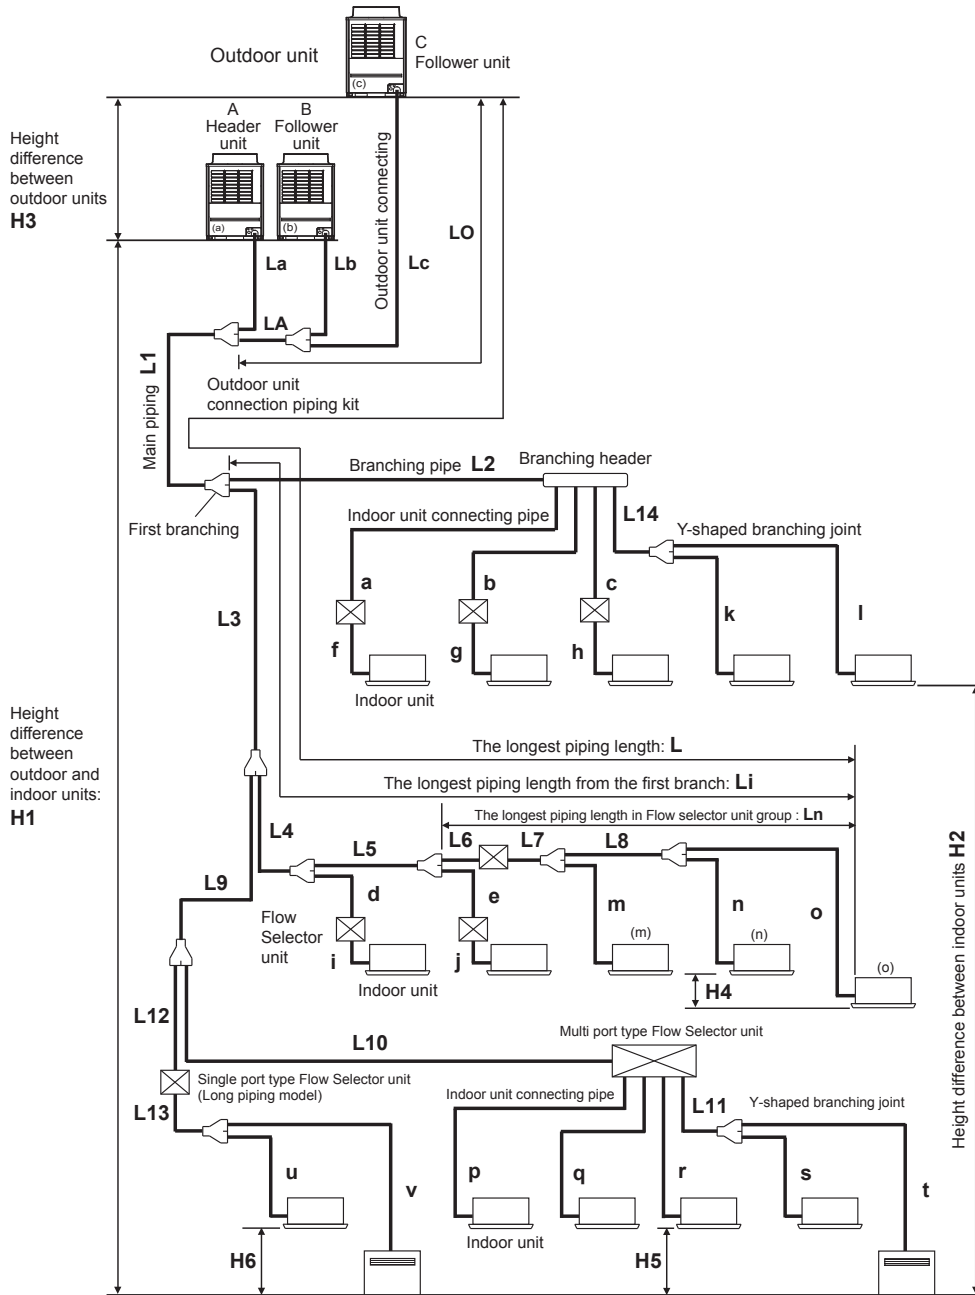 Outdoor unit
C
Follower unit
(c)
A
Header
unit
B
Follower
unit
(a)
(b)
Height
difference
between
outdoor units
H3
Outdoor unit connecting
LO
La
Lb
Lc
LA
Main piping L1
Outdoor unit
connection piping kit
First branching
Branching pipe L2
Branching header
Indoor unit connecting pipe
L14
Y-shaped branching joint
a
b
c
k
l
f
g
h
Indoor unit
L3
Height
difference
between
outdoor and
indoor units:
H1
The longest piping length: L
The longest piping length from the first branch: Li
The longest piping length in Flow selector unit group : Ln
L4
L5
L6
L7
L8
L9
d
e
m
n
o
Flow
Selector
unit
i
j
(m)
(n)
(o)
Indoor unit
H4
Height difference between indoor units H2
L12
L10
Multi port type Flow Selector unit
Single port type Flow Selector unit
(Long piping model)
L13
Indoor unit connecting pipe
L11
Y-shaped branching joint
u
v
p
q
r
s
t
Indoor unit
H6
H5